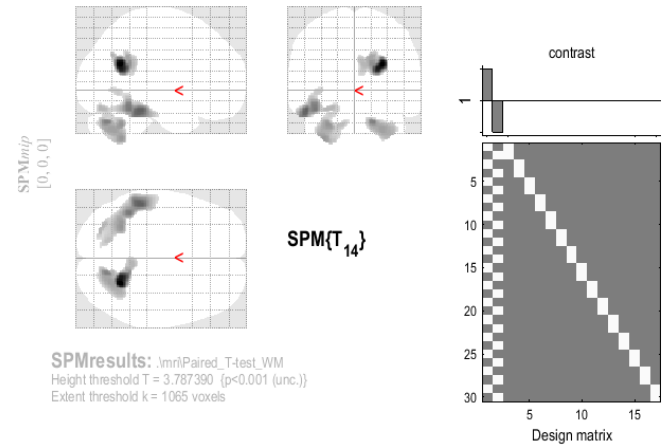 contrast
1
SPMmip
[0, 0, 0]
<
<
<
SPM{T14}
5
10
15
20
25
30
5 10 15
Design matrix
SPMresults: .\mri\Paired_T-test_WM
Height threshold T = 3.787390 {p<0.001 (unc.)}
Extent threshold k = 1065 voxels